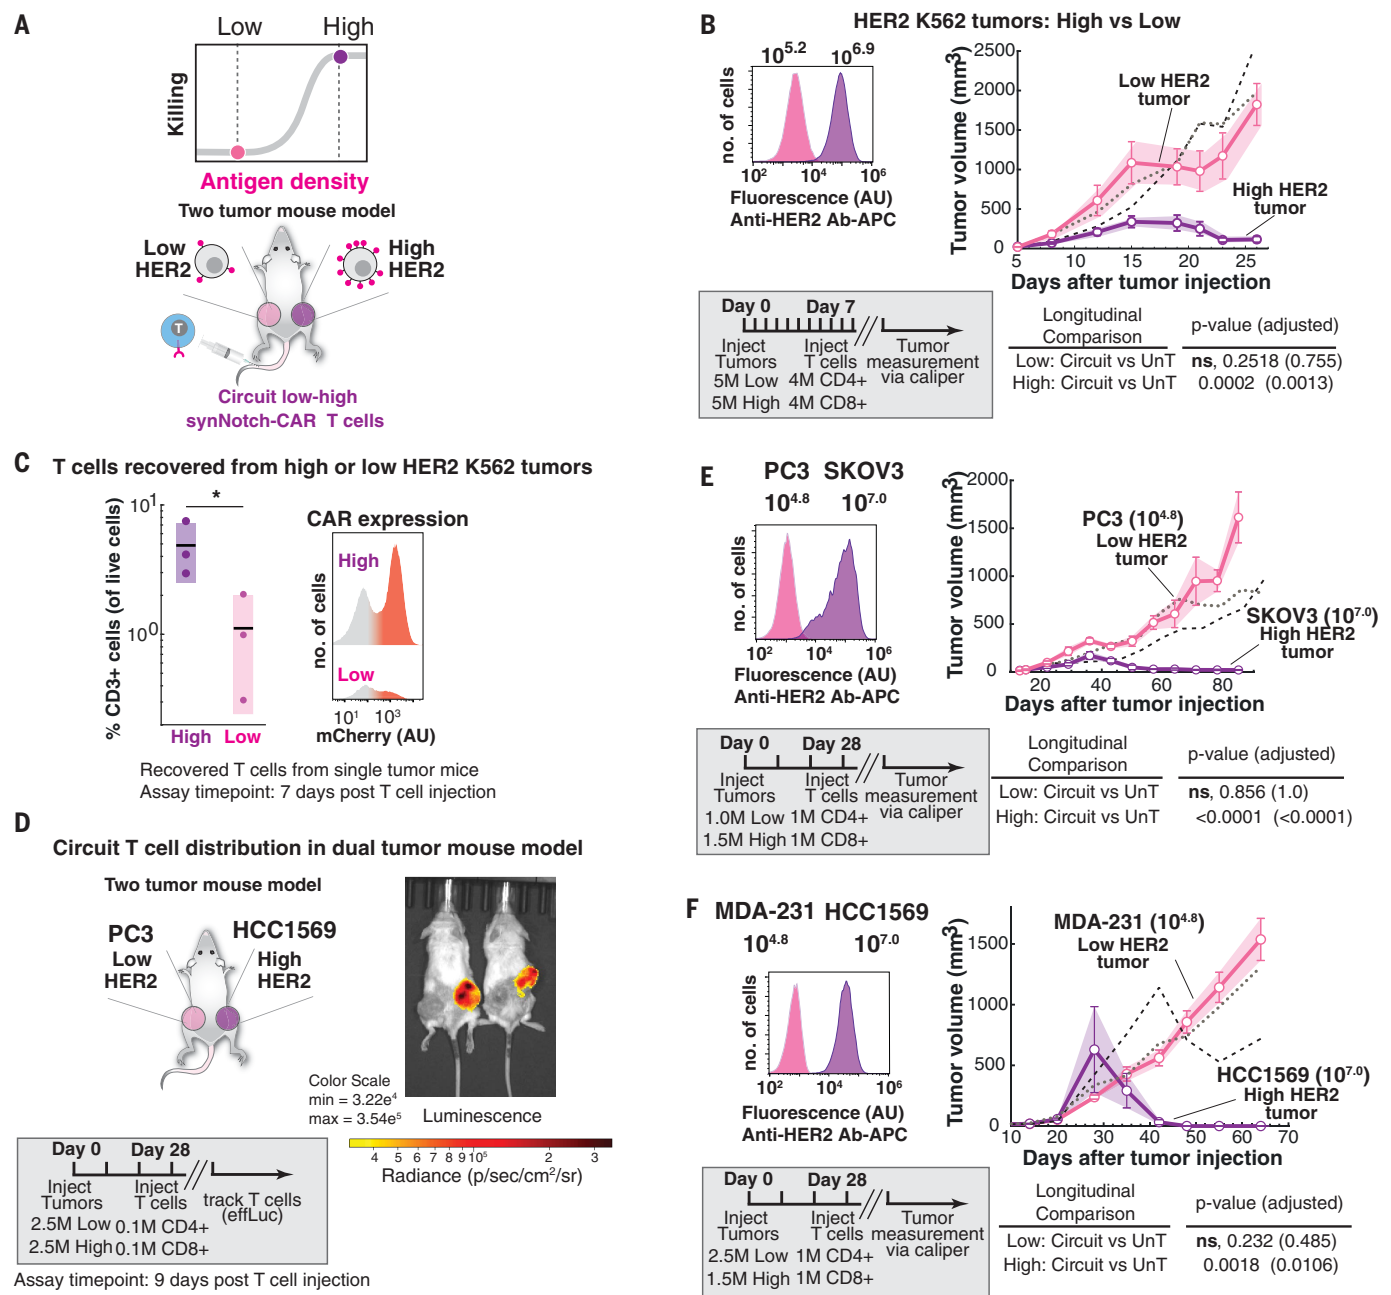 A
Low
High
Killing
Antigen density
Two tumor mouse model
Low
HER2
High
HER2
T
Circuit low-high
synNotch-CAR T cells
B
HER2 K562 tumors: High vs Low
10^5.2
10^6.9
no. of cells
10^2 10^4 10^6
Fluorescence (AU)
Anti-HER2 Ab-APC
Tumor volume (mm^3)
2500
2000
1500
1000
500
0
5 10 15 20 25
Days after tumor injection
Low HER2
tumor
High HER2
tumor
Day 0
Day 7
Inject
Tumors
5M Low
5M High
Inject
T cells
4M CD4+
4M CD8+
Tumor
measurement
via caliper
Longitudinal
Comparison
p-value (adjusted)
Low: Circuit vs UnT ns, 0.2518 (0.755)
High: Circuit vs UnT 0.0002 (0.0013)
C
T cells recovered from high or low HER2 K562 tumors
% CD3+ cells (of live cells)
10^1
10^0
*
High Low
CAR expression
High
Low
no. of cells
10^1 10^3
mCherry (AU)
Recovered T cells from single tumor mice
Assay timepoint: 7 days post T cell injection
D
Circuit T cell distribution in dual tumor mouse model
Two tumor mouse model
PC3
Low
HER2
HCC1569
High
HER2
Color Scale
min = 3.22e^4
max = 3.54e^5
Luminescence
4 5 6 7 8 9 10^5 2 3
Radiance (p/sec/cm^2/sr)
Day 0
Day 28
Inject
Tumors
2.5M Low
2.5M High
Inject
T cells
0.1M CD4+
0.1M CD8+
track T cells
(effLuc)
Assay timepoint: 9 days post T cell injection
E
PC3 SKOV3
10^4.8 10^7.0
no. of cells
10^2 10^4 10^6
Fluorescence (AU)
Anti-HER2 Ab-APC
Tumor volume (mm^3)
2000
1500
1000
500
0
20 40 60 80
Days after tumor injection
PC3 (10^4.8)
Low HER2
tumor
SKOV3 (10^7.0)
High HER2
tumor
Day 0
Day 28
Inject
Tumors
1.0M Low
1.5M High
Inject
T cells
1M CD4+
1M CD8+
Tumor
measurement
via caliper
Longitudinal
Comparison
p-value (adjusted)
Low: Circuit vs UnT ns, 0.856 (1.0)
High: Circuit vs UnT <0.0001 (<0.0001)
F
MDA-231 HCC1569
10^4.8 10^7.0
no. of cells
10^2 10^4 10^6
Fluorescence (AU)
Anti-HER2 Ab-APC
Tumor volume (mm^3)
1500
1000
500
0
10 20 30 40 50 60 70
Days after tumor injection
MDA-231 (10^4.8)
Low HER2
tumor
HCC1569 (10^7.0)
High HER2
tumor
Day 0
Day 28
Inject
Tumors
2.5M Low
1.5M High
Inject
T cells
1M CD4+
1M CD8+
Tumor
measurement
via caliper
Longitudinal
Comparison
p-value (adjusted)
Low: Circuit vs UnT ns, 0.232 (0.485)
High: Circuit vs UnT 0.0018 (0.0106)